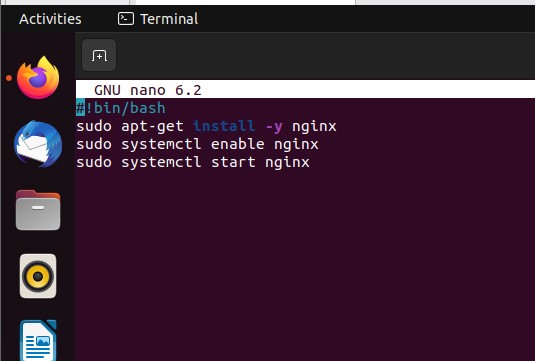 Activities Terminal
GNU nano 6.2
#!bin/bash
sudo apt-get install -y nginx
sudo systemctl enable nginx
sudo systemctl start nginx